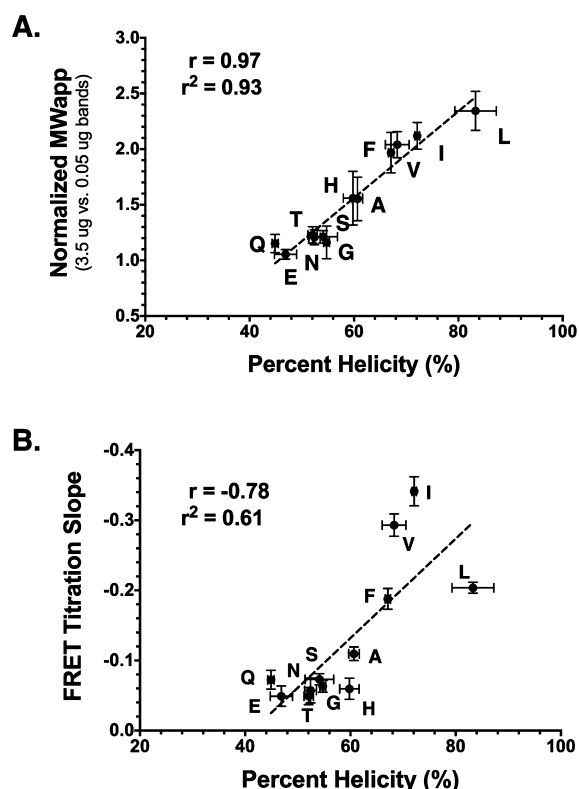 A.
r = 0.97
r² = 0.93
Normalized MWapp
(3.5 ug vs. 0.05 ug bands)
3.0
2.5
2.0
1.5
1.0
0.5
Q
E
T
N
S
G
H
A
F
V
I
L
20 40 60 80 100
Percent Helicity (%)
B.
r = -0.78
r² = 0.61
FRET Titration Slope
-0.4
-0.3
-0.2
-0.1
0.0
I
V
L
F
A
S
N
Q
E
T
G
H
20 40 60 80 100
Percent Helicity (%)